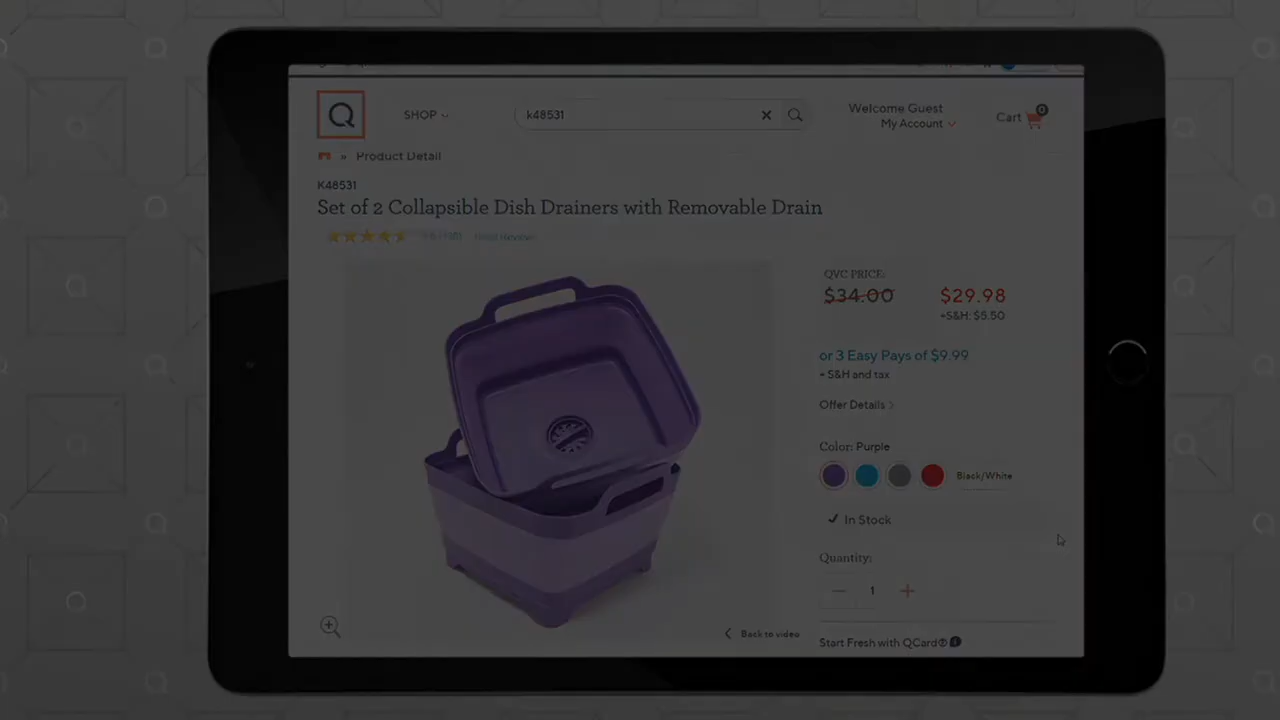 Q
SHOP
k48531
Welcome Guest
My Account
Cart
0
» Product Detail
K48531
Set of 2 Collapsible Dish Drainers with Removable Drain
Read Review
QVC PRICE:
$34.00 $29.98
+S&H: $5.50
or 3 Easy Pays of $9.99
+ S&H and tax
Offer Details
Color: Purple
Black/White
In Stock
Quantity:
1
Back to video
Start Fresh with QCard®